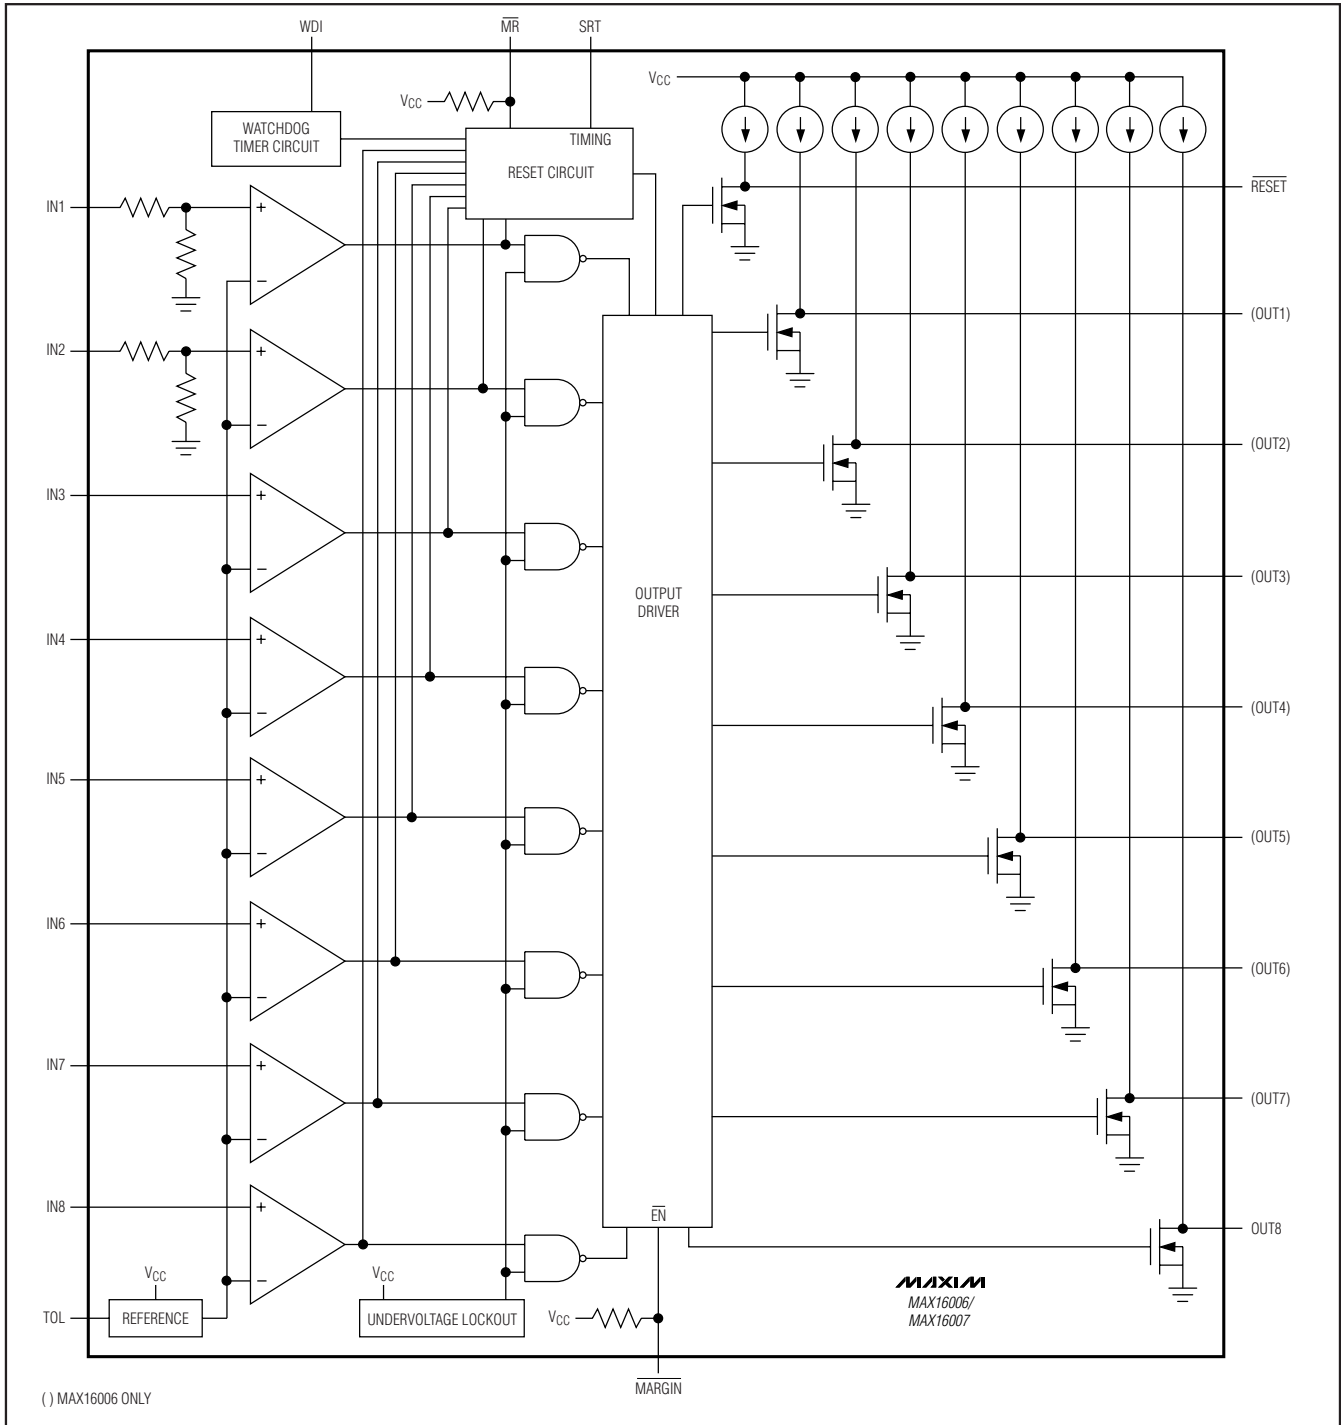 WDI
MR
SRT
VCC
VCC
WATCHDOG
TIMER CIRCUIT
TIMING
RESET CIRCUIT
RESET
IN1
+
−
(OUT1)
IN2
+
−
(OUT2)
IN3
+
−
(OUT3)
OUTPUT
DRIVER
IN4
+
−
(OUT4)
IN5
+
−
(OUT5)
IN6
+
−
(OUT6)
IN7
+
−
(OUT7)
IN8
+
−
EN
OUT8
VCC
VCC
TOL
REFERENCE
UNDERVOLTAGE LOCKOUT
VCC
MAXIM
MAX16006/
MAX16007
MARGIN
( ) MAX16006 ONLY